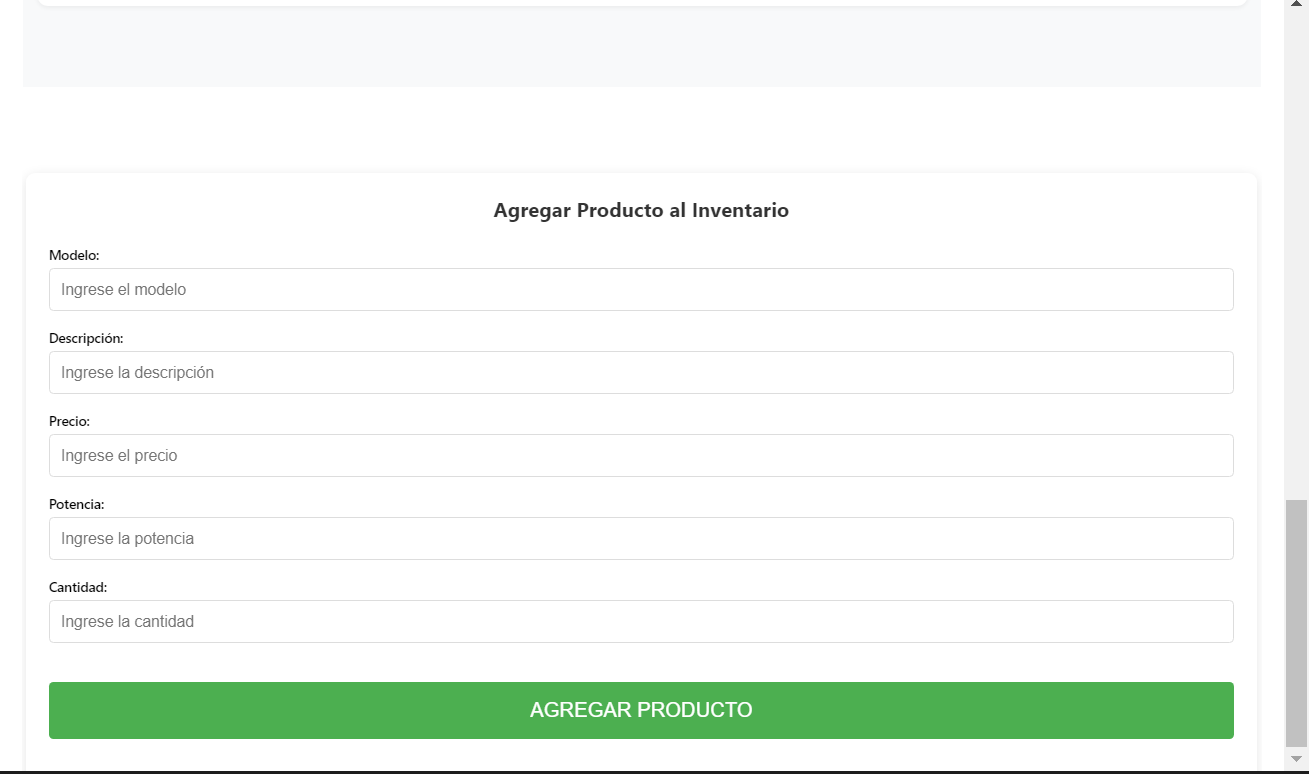 Agregar Producto al Inventario
Modelo:
Ingrese el modelo
Descripción:
Ingrese la descripción
Precio:
Ingrese el precio
Potencia:
Ingrese la potencia
Cantidad:
Ingrese la cantidad
AGREGAR PRODUCTO